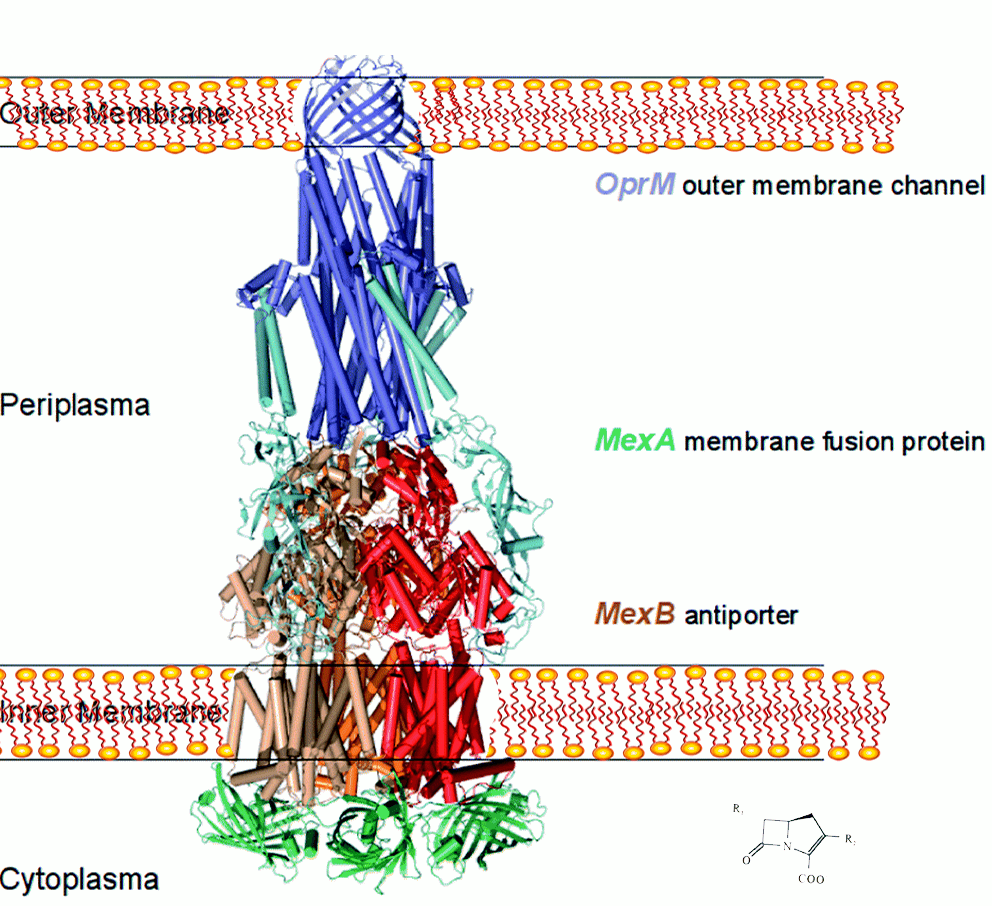 Outer Membrane
OprM outer membrane channel
Periplasma
MexA membrane fusion protein
MexB antiporter
Inner Membrane
R,
N
R,
O
COO
Cytoplasma